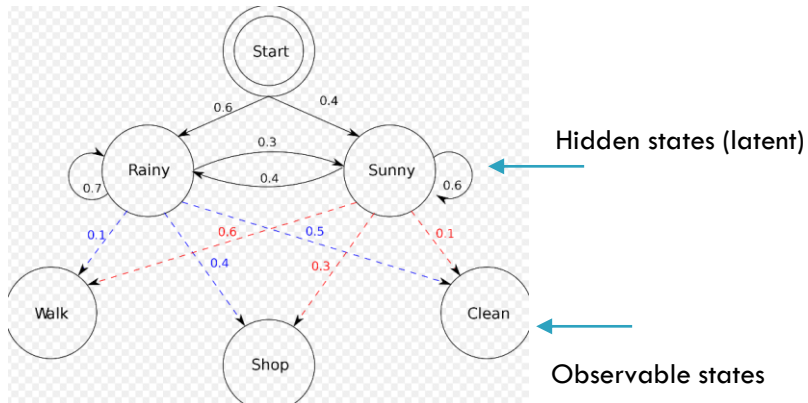 Start
0.6
0.4
0.3
Hidden states (latent)
Rainy
Sunny
0.4
0.7
0.6
0.1
0.6
0.5
0.1
0.4
0.3
Walk
Clean
Shop
Observable states